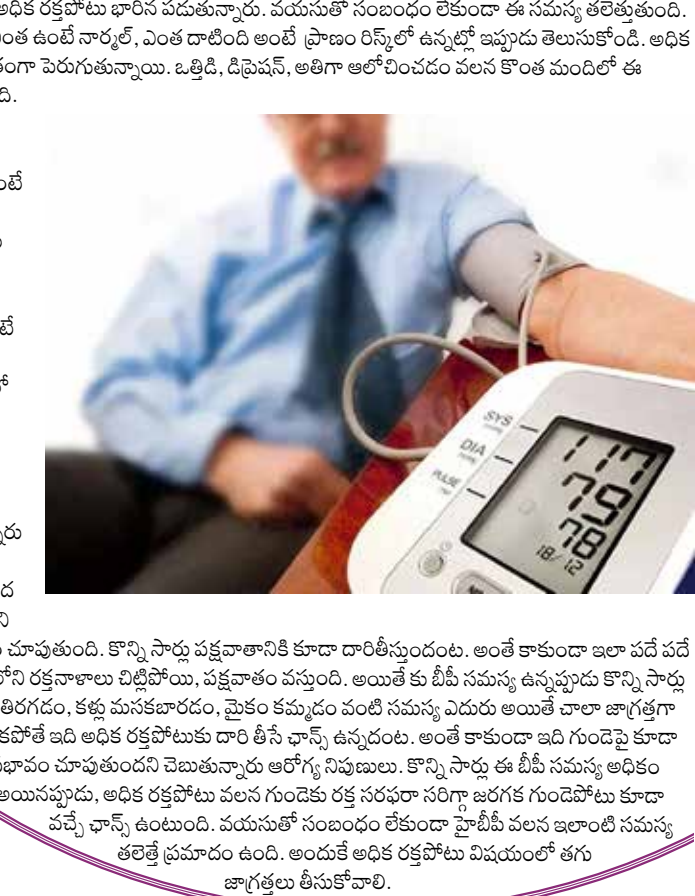 అధిక రక్తపోటు భారిన పడుతున్నారు. వయసుతో సంబంధం లేకుండా ఈ సమస్య తలెత్తుతుంది.
ఎంత ఉంటే నార్మల్, ఎంత దాటింది అంటే ప్రాణం రిస్క్‌లో ఉన్నట్లో ఇప్పుడు తెలుసుకోండి. అధిక
పెరుగుతున్నాయి. ఒత్తిడి, డిప్రెషన్, అతిగా ఆలోచించడం వలన కొంత మందిలో ఈ
SYS
DIA
PULSE
117
79
78
18/12
చూపుతుంది. కొన్ని సార్లు పక్షవాతానికి కూడా దారితీస్తుందంట. అంతే కాకుండా ఇలా పదే పదే
రక్తనాళాలు చిట్లిపోయి, పక్షవాతం వస్తుంది. అయితే కు బీపీ సమస్య ఉన్నప్పుడు కొన్ని సార్లు
తిరగడం, కళ్లు మసకబారడం, మైకం కమ్మడం వంటి సమస్య ఎదురు అయితే చాలా జాగ్రత్తగా
ఇది అధిక రక్తపోటుకు దారి తీసే ఛాన్స్ ఉన్నదంట. అంతే కాకుండా ఇది గుండెపై కూడా
చూపుతుందని చెబుతున్నారు ఆరోగ్య నిపుణులు. కొన్ని సార్లు ఈ బీపీ సమస్య అధికం
అయినప్పుడు, అధిక రక్తపోటు వలన గుండెకు రక్త సరఫరా సరిగ్గా జరగక గుండెపోటు కూడా
వచ్చే ఛాన్స్ ఉంటుంది. వయసుతో సంబంధం లేకుండా హైబీపీ వలన ఇలాంటి సమస్య
తలెత్తే ప్రమాదం ఉంది. అందుకే అధిక రక్తపోటు విషయంలో తగు
జాగ్రత్తలు తీసుకోవాలి.